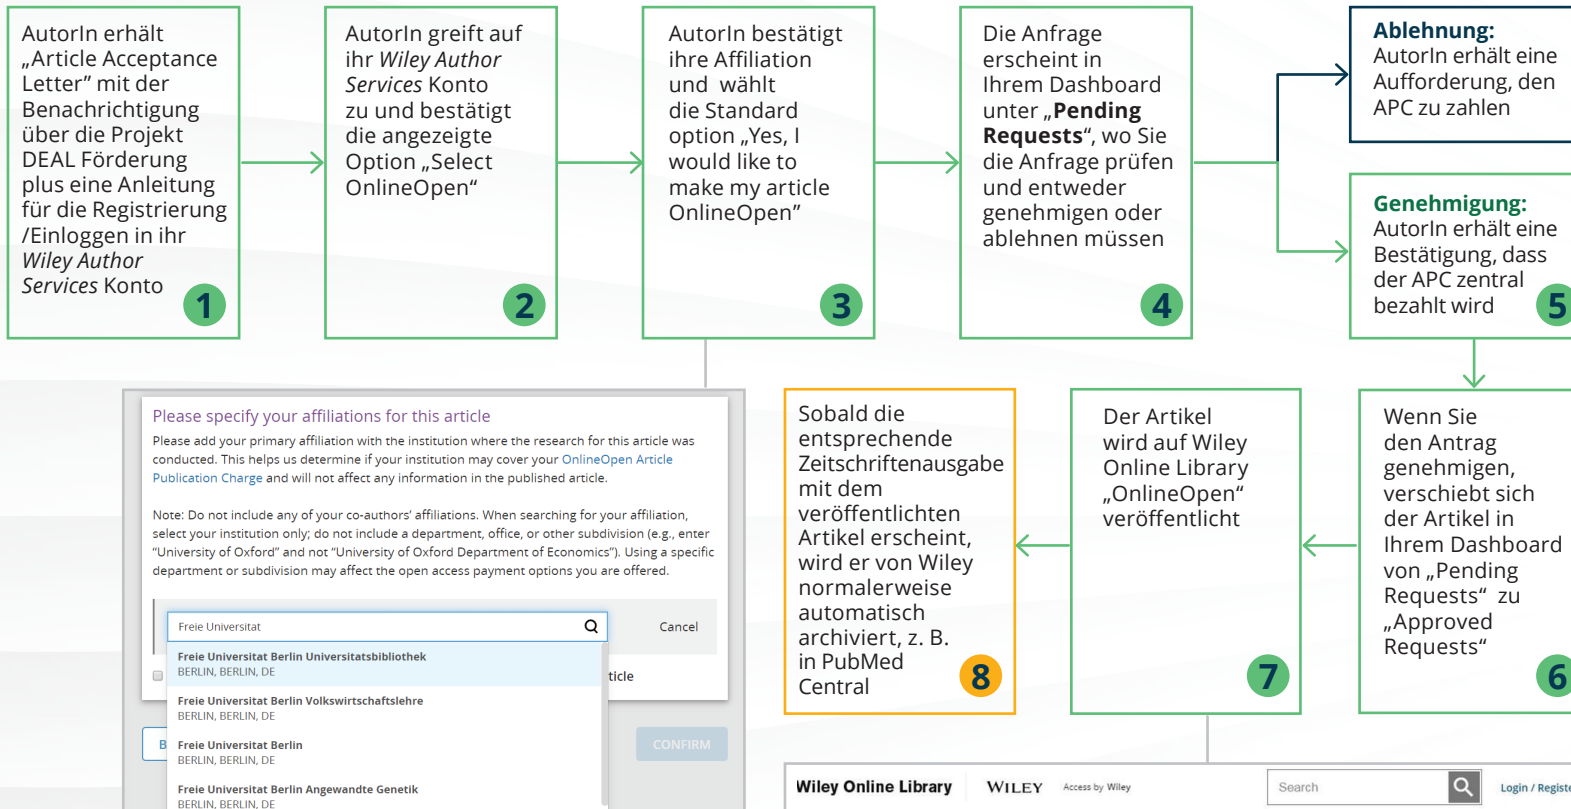 AutorIn erhält
„Article Acceptance
Letter” mit der
Benachrichtigung
über die Projekt
DEAL Förderung
plus eine Anleitung
für die Registrierung
/Einloggen in ihr
Wiley Author
Services Konto
1
AutorIn greift auf
ihr Wiley Author
Services Konto
zu und bestätigt
die angezeigte
Option „Select
OnlineOpen“
2
AutorIn bestätigt
ihre Affiliation
und wählt
die Standard
option „Yes, I
would like to
make my article
OnlineOpen”
3
Die Anfrage
erscheint in
Ihrem Dashboard
unter „Pending
Requests“, wo Sie
die Anfrage prüfen
und entweder
genehmigen oder
ablehnen müssen
4
Ablehnung:
AutorIn erhält eine
Aufforderung, den
APC zu zahlen
Genehmigung:
AutorIn erhält eine
Bestätigung, dass
der APC zentral
bezahlt wird
5
Please specify your affiliations for this article
Please add your primary affiliation with the institution where the research for this article was
conducted. This helps us determine if your institution may cover your OnlineOpen Article
Publication Charge and will not affect any information in the published article.
Note: Do not include any of your co-authors’ affiliations. When searching for your affiliation,
select your institution only; do not include a department, office, or other subdivision (e.g., enter
“University of Oxford” and not “University of Oxford Department of Economics”). Using a specific
department or subdivision may affect the open access payment options you are offered.
Freie Universitat
Cancel
Freie Universitat Berlin Universitatsbibliothek
BERLIN, BERLIN, DE
ticle
Freie Universitat Berlin Volkswirtschaftslehre
BERLIN, BERLIN, DE
B
CONFIRM
Freie Universitat Berlin
BERLIN, BERLIN, DE
Freie Universitat Berlin Angewandte Genetik
BERLIN, BERLIN, DE
Sobald die
entsprechende
Zeitschriftenausgabe
mit dem
veröffentlichten
Artikel erscheint,
wird er von Wiley
normalerweise
automatisch
archiviert, z. B.
in PubMed
Central
8
Der Artikel
wird auf Wiley
Online Library
„OnlineOpen“
veröffentlicht
7
Wenn Sie
den Antrag
genehmigen,
verschiebt sich
der Artikel in
Ihrem Dashboard
von „Pending
Requests“ zu
„Approved
Requests“
6
Wiley Online Library
WILEY
Access by Wiley
Search
Login / Registe